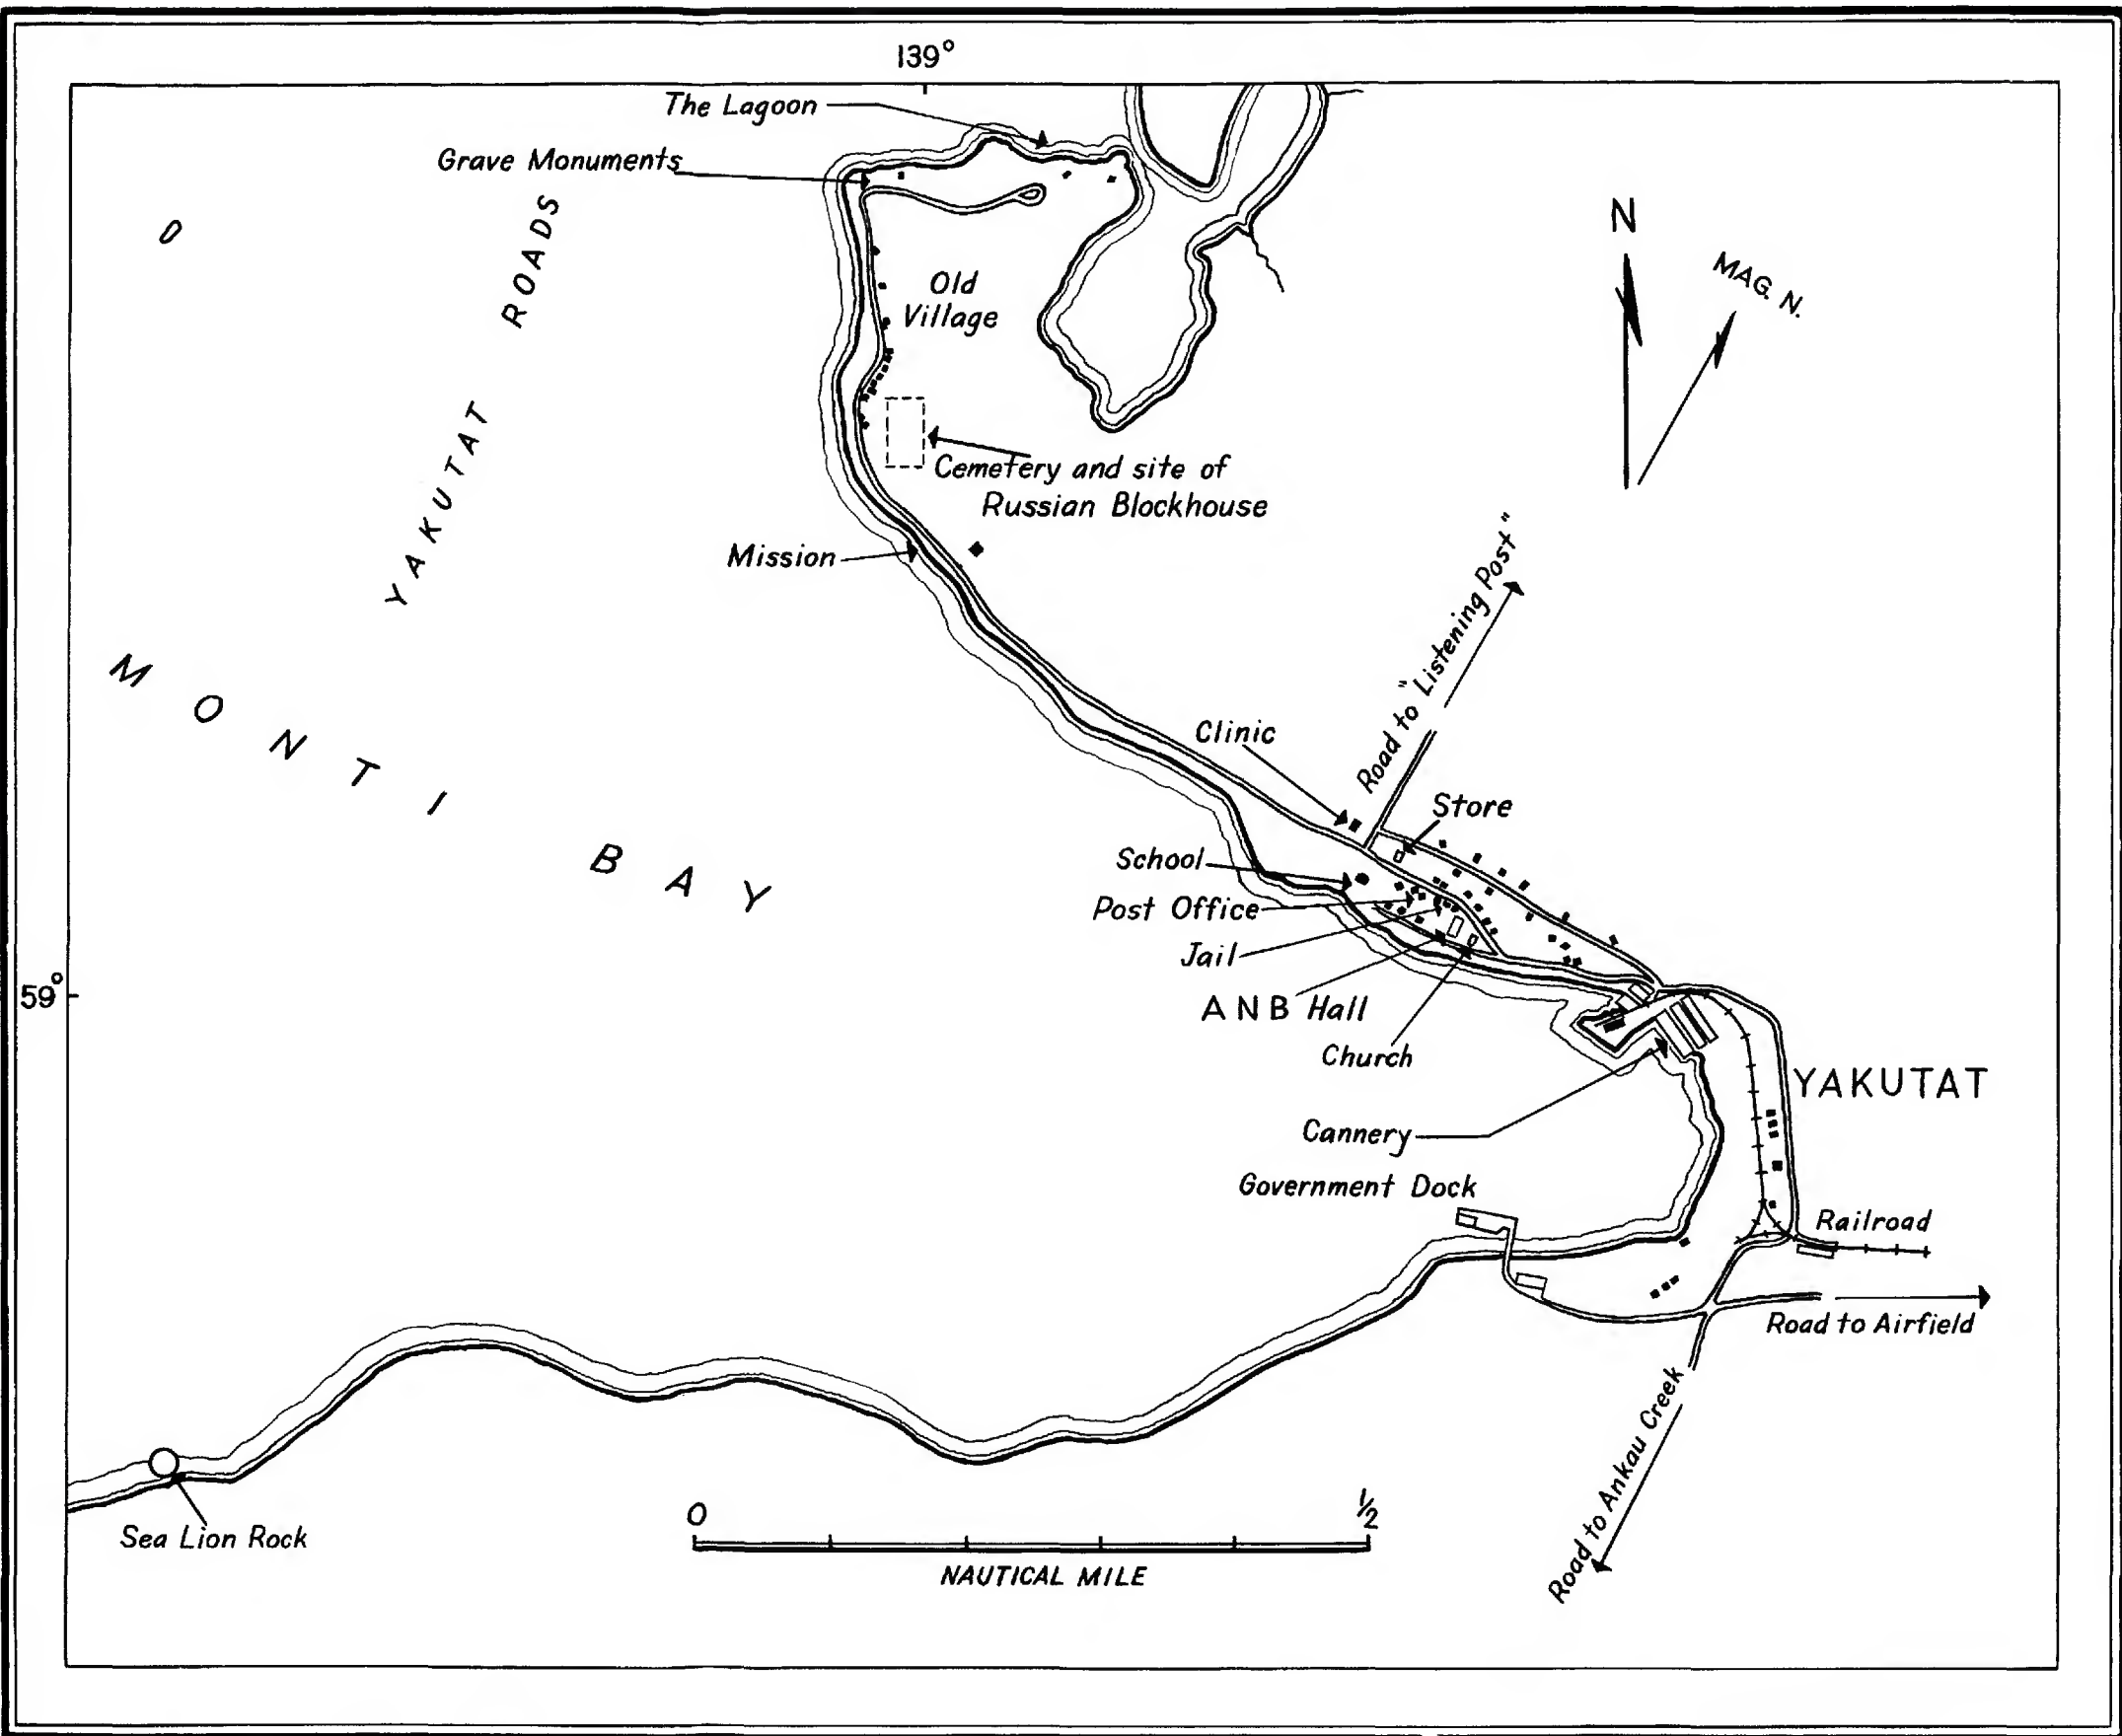 139°
The Lagoon
Grave Monuments
YAKUTAT ROADS
N
MAG. N.
Old
Village
Cemetery and site of
Russian Blockhouse
Mission
MONTI BAY
Road to "Listening Post"
Clinic
Store
School
Post Office
Jail
59°
ANB Hall
Church
YAKUTAT
Cannery
Government Dock
Railroad
Road to Airfield
Road to Ankau Creek
Sea Lion Rock
0 ½
NAUTICAL MILE